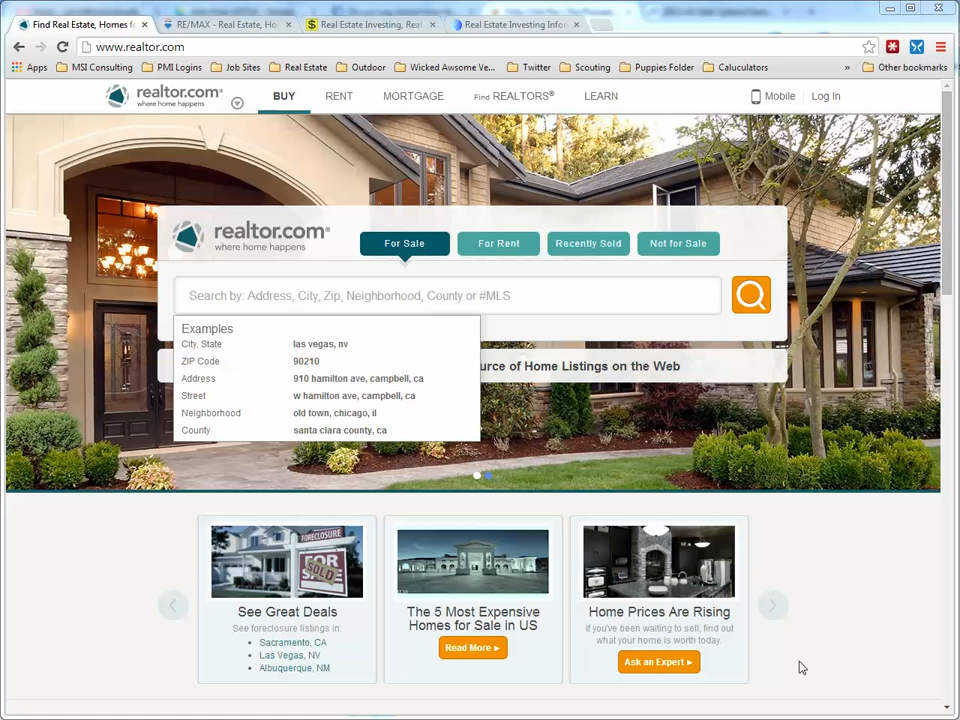 Find Real Estate, Homes f
RE/MAX - Real Estate, Ho
Real Estate Investing, Real
Real Estate Investing Info
www.realtor.com
Apps
MSI Consulting
PMI Logins
Job Sites
Real Estate
Outdoor
Wicked Awsome Ve...
Twitter
Scouting
Puppies Folder
Caluculators
»
Other bookmarks
realtor.com®
where home happens
BUY
RENT
MORTGAGE
Find REALTORS®
LEARN
Mobile
Log In
realtor.com®
where home happens
For Sale
For Rent
Recently Sold
Not for Sale
Search by: Address, City, Zip, Neighborhood, County or #MLS
Examples
City, State las vegas, nv
ZIP Code 90210
Address 910 hamilton ave, campbell, ca
Street w hamilton ave, campbell, ca
Neighborhood old town, chicago, il
County santa clara county, ca
urce of Home Listings on the Web
FORECLOSURE
FOR
SOLD
See Great Deals
See foreclosure listings in:
• Sacramento, CA
• Las Vegas, NV
• Albuquerque, NM
The 5 Most Expensive
Homes for Sale in US
Read More ►
Home Prices Are Rising
If you've been waiting to sell, find out
what your home is worth today.
Ask an Expert ►